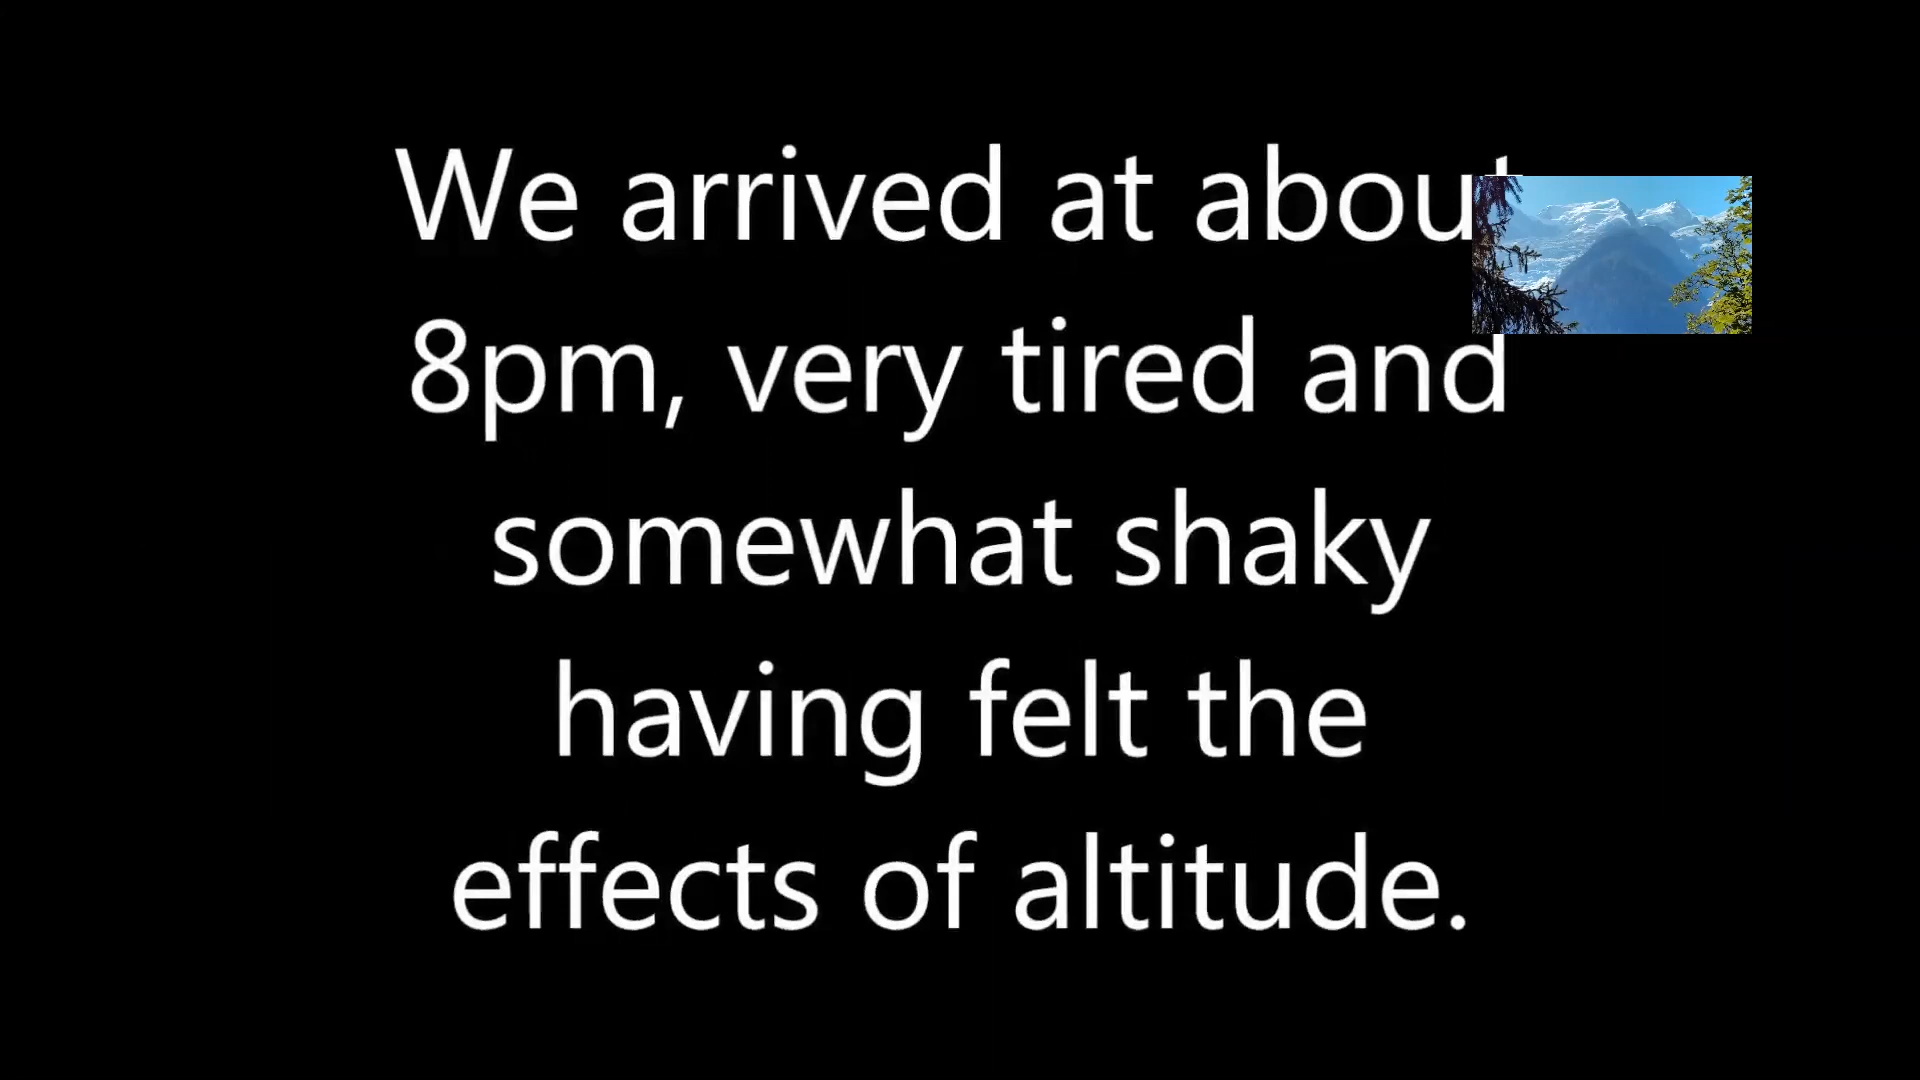 We arrived at about
8pm, very tired and
somewhat shaky
having felt the
effects of altitude.